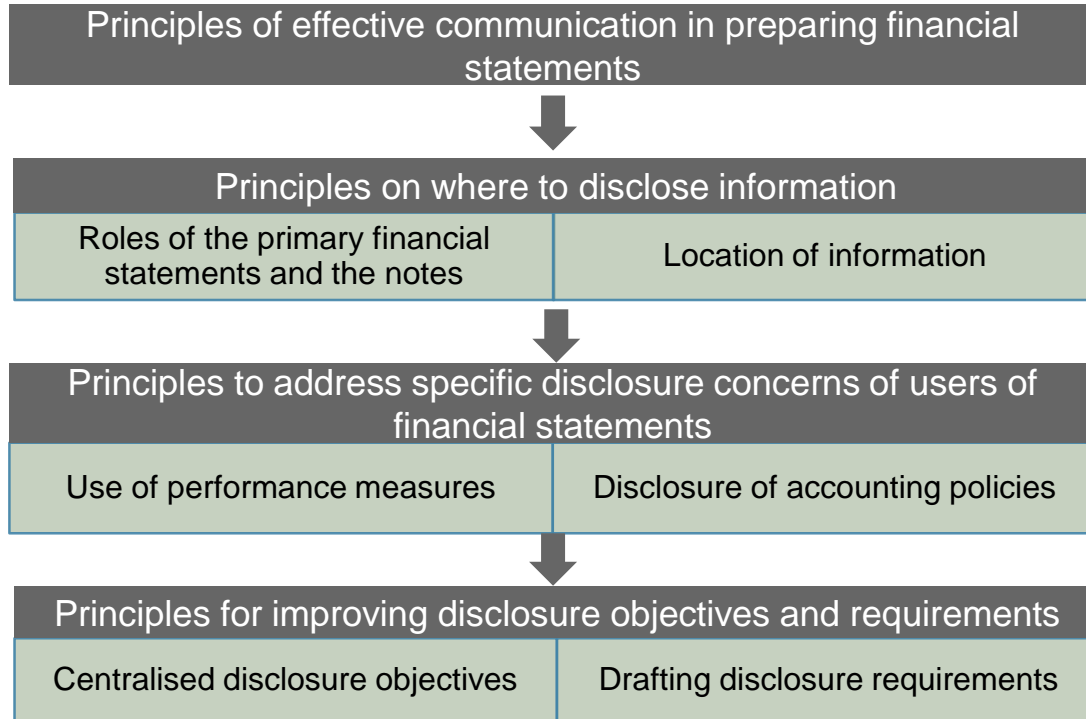 Principles of effective communication in preparing financial
statements
Principles on where to disclose information
Roles of the primary financial
statements and the notes
Location of information
Principles to address specific disclosure concerns of users of
financial statements
Use of performance measures
Disclosure of accounting policies
Principles for improving disclosure objectives and requirements
Centralised disclosure objectives
Drafting disclosure requirements